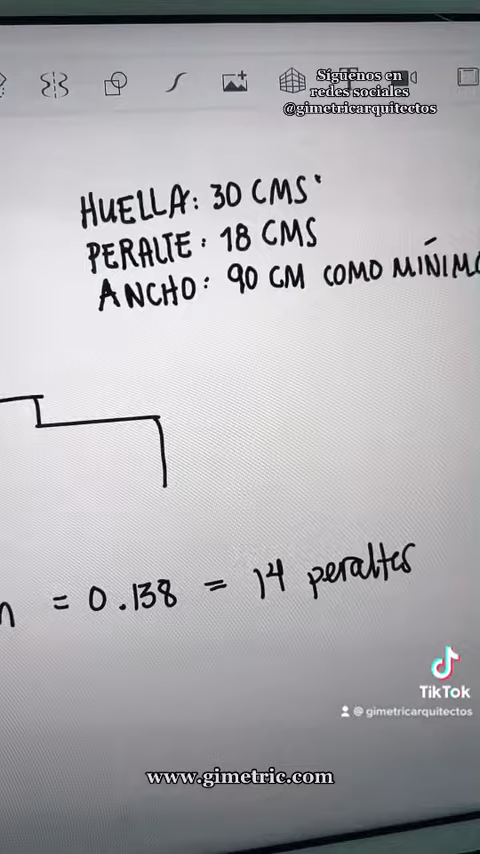 Síguenos en
redes sociales
@gimetricarquitectos
HUELLA: 30 CMS
PERALTE: 18 CMS
ANCHO: 90 CM COMO MÍNIMO
= 0.138 = 14 peraltes
TikTok
@gimetricarquitectos
www.gimetric.com